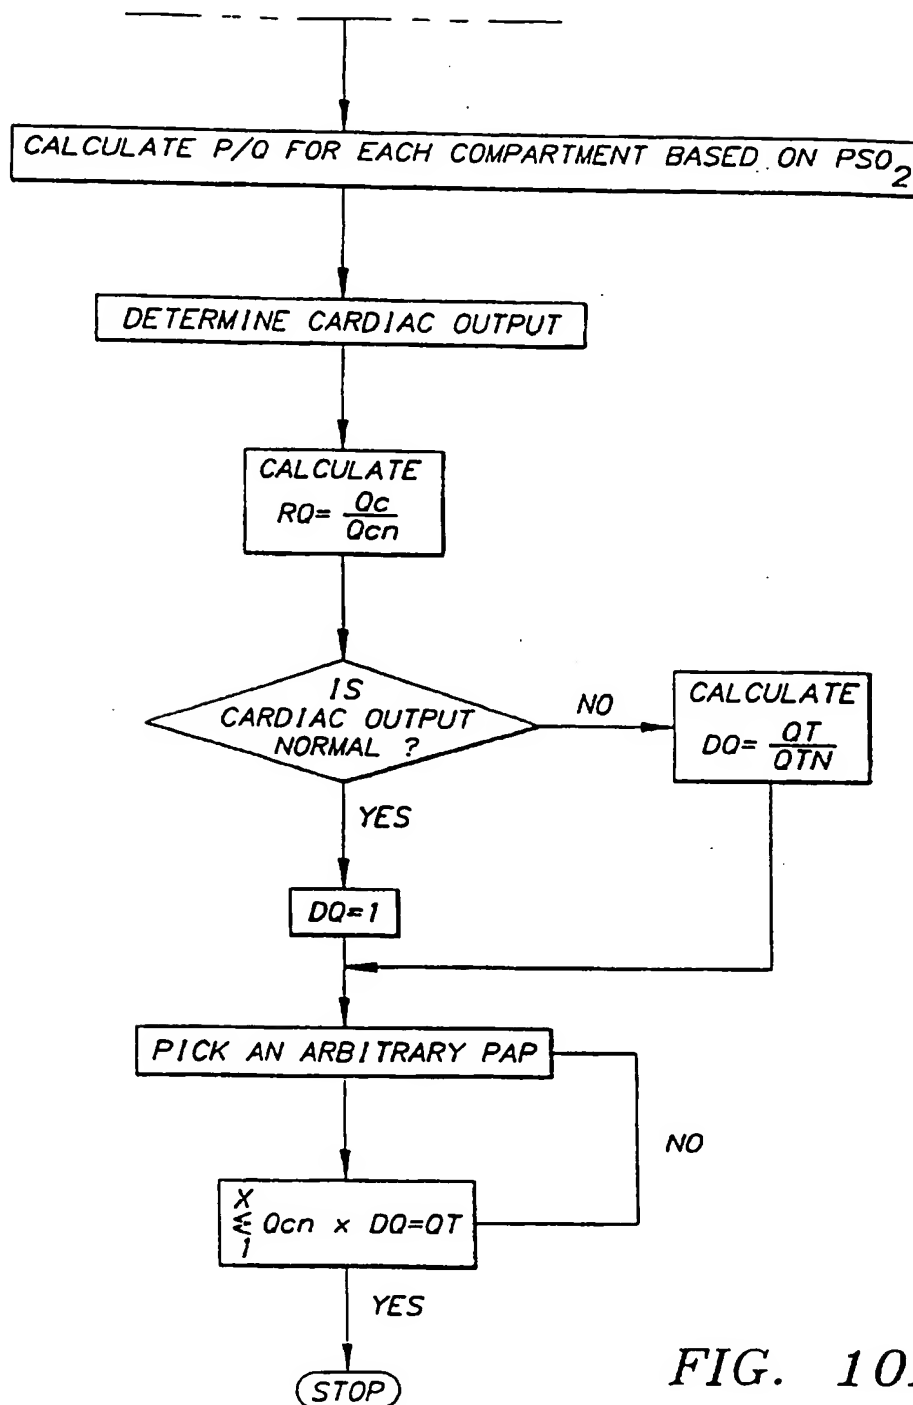 CALCULATE P/Q FOR EACH COMPARTMENT BASED ON PSO2
DETERMINE CARDIAC OUTPUT
CALCULATE
RQ= Qc
Qcn
IS
CARDIAC OUTPUT
NORMAL ?
NO
CALCULATE
DQ= QT
QTN
YES
DQ=1
PICK AN ARBITRARY PAP
NO
X
≤ Qcn x DQ=QT
1
YES
STOP
FIG. 10